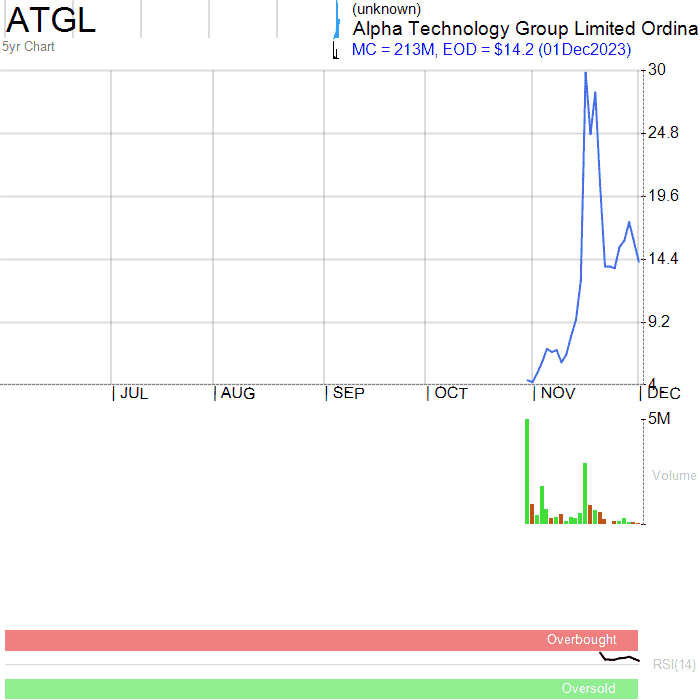 ATGL
(unknown)
Alpha Technology Group Limited Ordina
5yr Chart
MC = 213M, EOD = $14.2 (01Dec2023)
30
24.8
19.6
14.4
9.2
4
JUL AUG SEP OCT NOV DEC
5M
Volume
Overbought
RSI(14)
Oversold